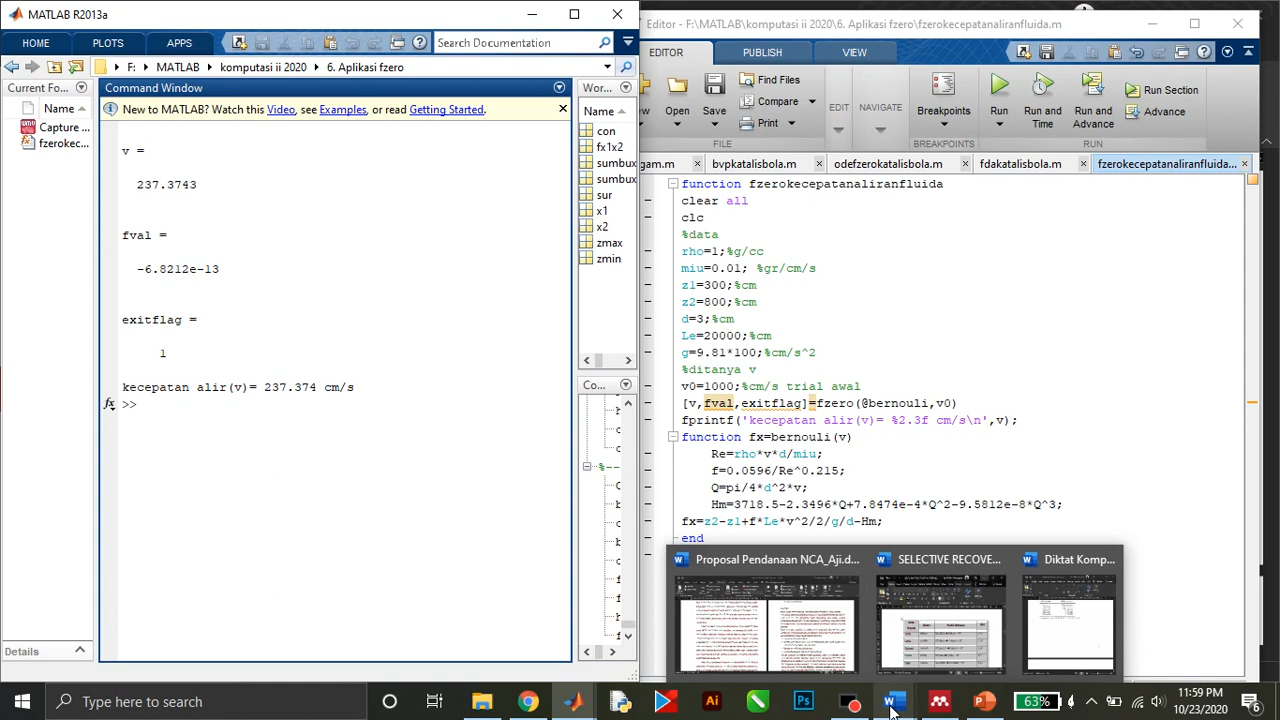 MATLAB R2013a
HOME PLOTS APPS
Search Documentation
F: MATLAB komputasi ii 2020 6. Aplikasi fzero
Current Fo...
Name
Capture ...
fzerokec...
Details
Command Window
New to MATLAB? Watch this Video, see Examples, or read Getting Started.
v =
237.3743
fval =
-6.8212e-13
exitflag =
1
kecepatan alir(v)= 237.374 cm/s
fx >>
Wor...
Name
con
fx1x2
sumbux
sumbux
sur
x1
x2
zmax
zmin
Co...
%--
Editor - F:\MATLAB\komputasi ii 2020\6. Aplikasi fzero\fzerokecepatanaliranfluida.m
EDITOR PUBLISH VIEW
Open Save
Find Files
Compare
Print
FILE
EDIT
NAVIGATE
Breakpoints
BREAKPOINTS
Run
Run and Time
Run and Advance
Run Section
Advance
RUN
gam.m bvpkatalisbola.m odefzerokatalisbola.m fdakatalisbola.m fzerokecepatanaliranfluida...
function fzerokecepatanaliranfluida
clear all
clc
%data
rho=1;%g/cc
miu=0.01; %gr/cm/s
z1=300;%cm
z2=800;%cm
d=3;%cm
Le=20000;%cm
g=9.81*100;%cm/s^2
%ditanya v
v0=1000;%cm/s trial awal
[v,fval,exitflag]=fzero(@bernouli,v0)
fprintf('kecepatan alir(v)= %2.3f cm/s\n',v);
function fx=bernouli(v)
Re=rho*v*d/miu;
f=0.0596/Re^0.215;
Q=pi/4*d^2*v;
Hm=3718.5-2.3496*Q+7.8474e-4*Q^2-9.5812e-8*Q^3;
fx=z2-z1+f*Le*v^2/2/g/d-Hm;
end
Proposal Pendanaan NCA_Aji.d...
SELECTIVE RECOVE...
Diktat Komp...
Type here to search
63%
11:59 PM
10/23/2020
6